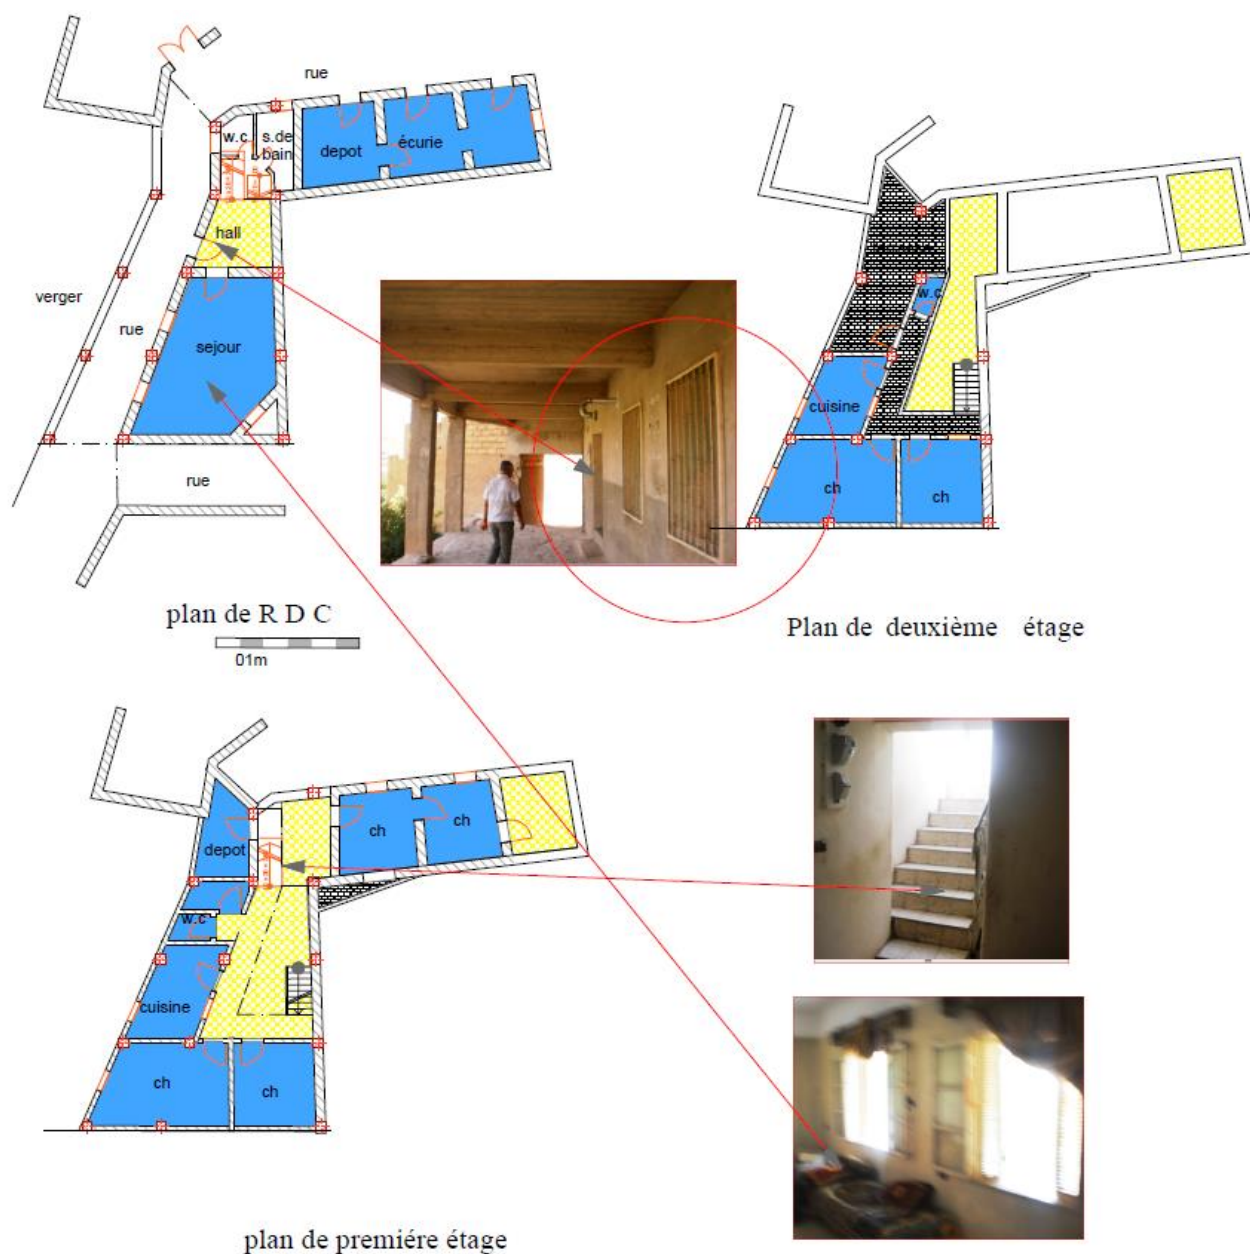 rue
w.c
s.de
bain
depot
écurie
hall
verger
rue
sejour
rue
plan de R D C
01m
w.c
cuisine
ch
ch
Plan de deuxième étage
depot
ch
ch
w.c
cuisine
ch
ch
plan de premiére étage